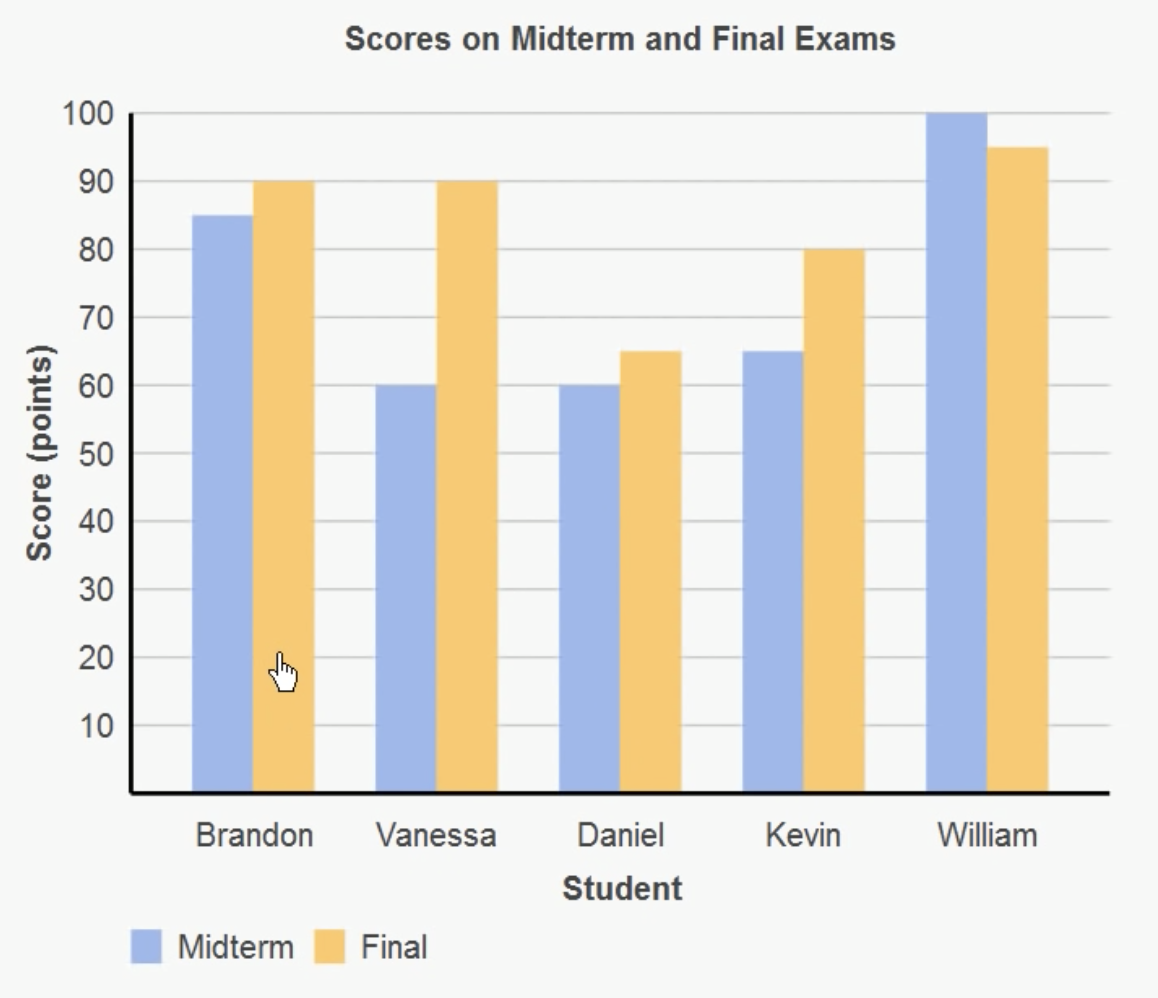 Scores on Midterm and Final Exams
100
90
80
70
60
50
40
30
20
10
Score (points)
Brandon Vanessa Daniel Kevin William
Student
Midterm Final